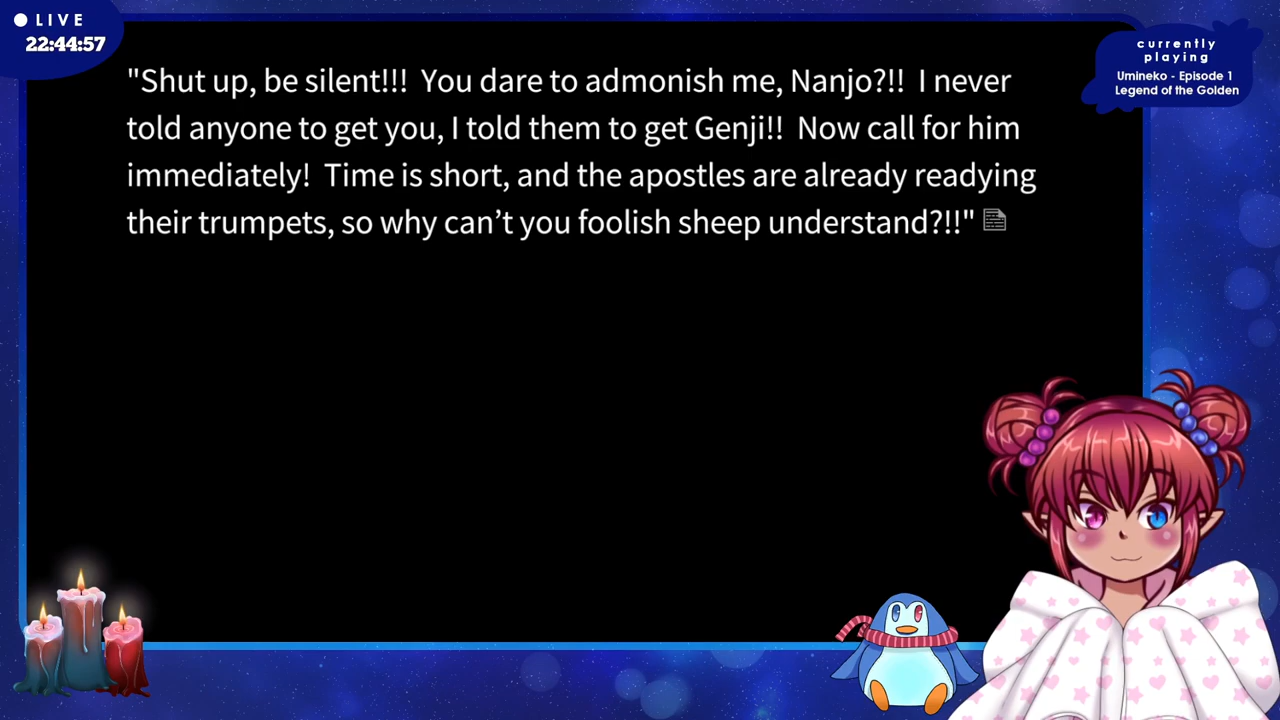 LIVE
22:44:57
currently
playing
Umineko - Episode 1
Legend of the Golden
"Shut up, be silent!!!  You dare to admonish me, Nanjo?!!  I never
told anyone to get you, I told them to get Genji!!  Now call for him
immediately!  Time is short, and the apostles are already readying
their trumpets, so why can’t you foolish sheep understand?!!"